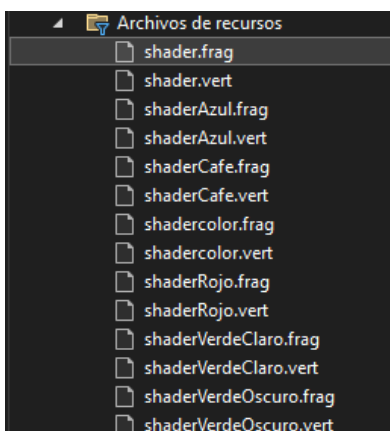 Archivos de recursos
shader.frag
shader.vert
shaderAzul.frag
shaderAzul.vert
shaderCafe.frag
shaderCafe.vert
shadercolor.frag
shadercolor.vert
shaderRojo.frag
shaderRojo.vert
shaderVerdeClaro.frag
shaderVerdeClaro.vert
shaderVerdeOscuro.frag
shaderVerdeOscuro.vert